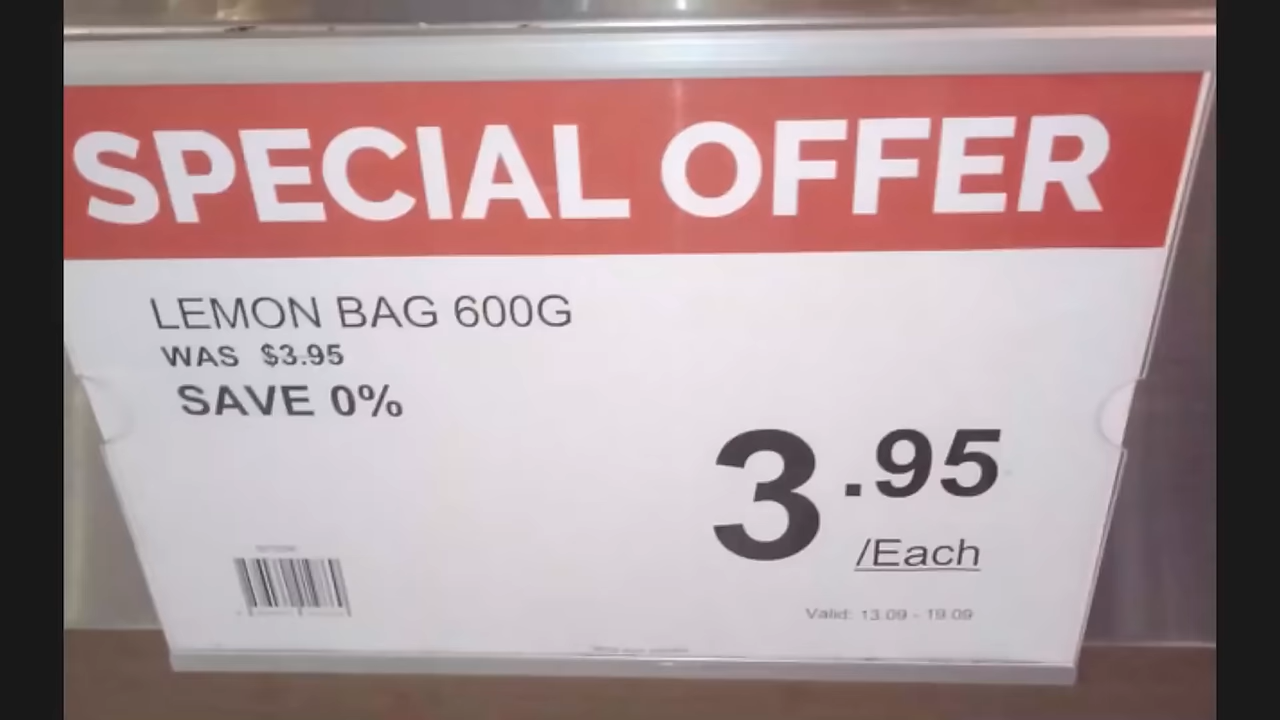 SPECIAL OFFER
LEMON BAG 600G
WAS $3.95
SAVE 0%
3.95
/Each
Valid: 13.09 - 19.09